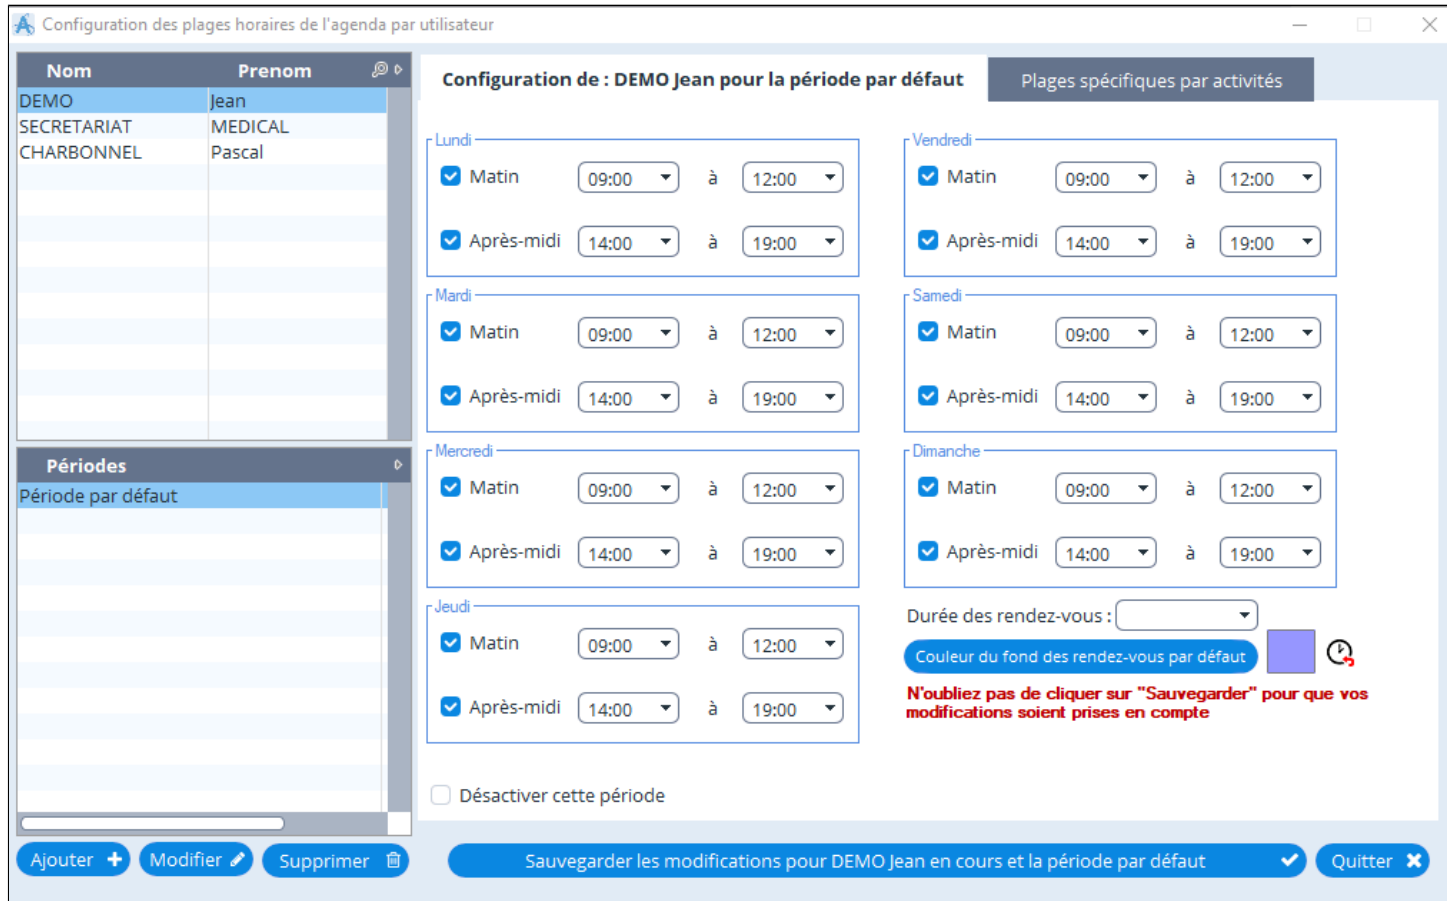 Configuration des plages horaires de l'agenda par utilisateur
Nom Prenom
DEMO Jean
SECRETARIAT MEDICAL
CHARBONNEL Pascal
Périodes
Période par défaut
Ajouter Modifier Supprimer
Configuration de : DEMO Jean pour la période par défaut
Plages spécifiques par activités
Lundi
Matin 09:00 à 12:00
Après-midi 14:00 à 19:00
Mardi
Matin 09:00 à 12:00
Après-midi 14:00 à 19:00
Mercredi
Matin 09:00 à 12:00
Après-midi 14:00 à 19:00
Jeudi
Matin 09:00 à 12:00
Après-midi 14:00 à 19:00
Vendredi
Matin 09:00 à 12:00
Après-midi 14:00 à 19:00
Samedi
Matin 09:00 à 12:00
Après-midi 14:00 à 19:00
Dimanche
Matin 09:00 à 12:00
Après-midi 14:00 à 19:00
Durée des rendez-vous :
Couleur du fond des rendez-vous par défaut
N'oubliez pas de cliquer sur "Sauvegarder" pour que vos
modifications soient prises en compte
Désactiver cette période
Sauvegarder les modifications pour DEMO Jean en cours et la période par défaut
Quitter